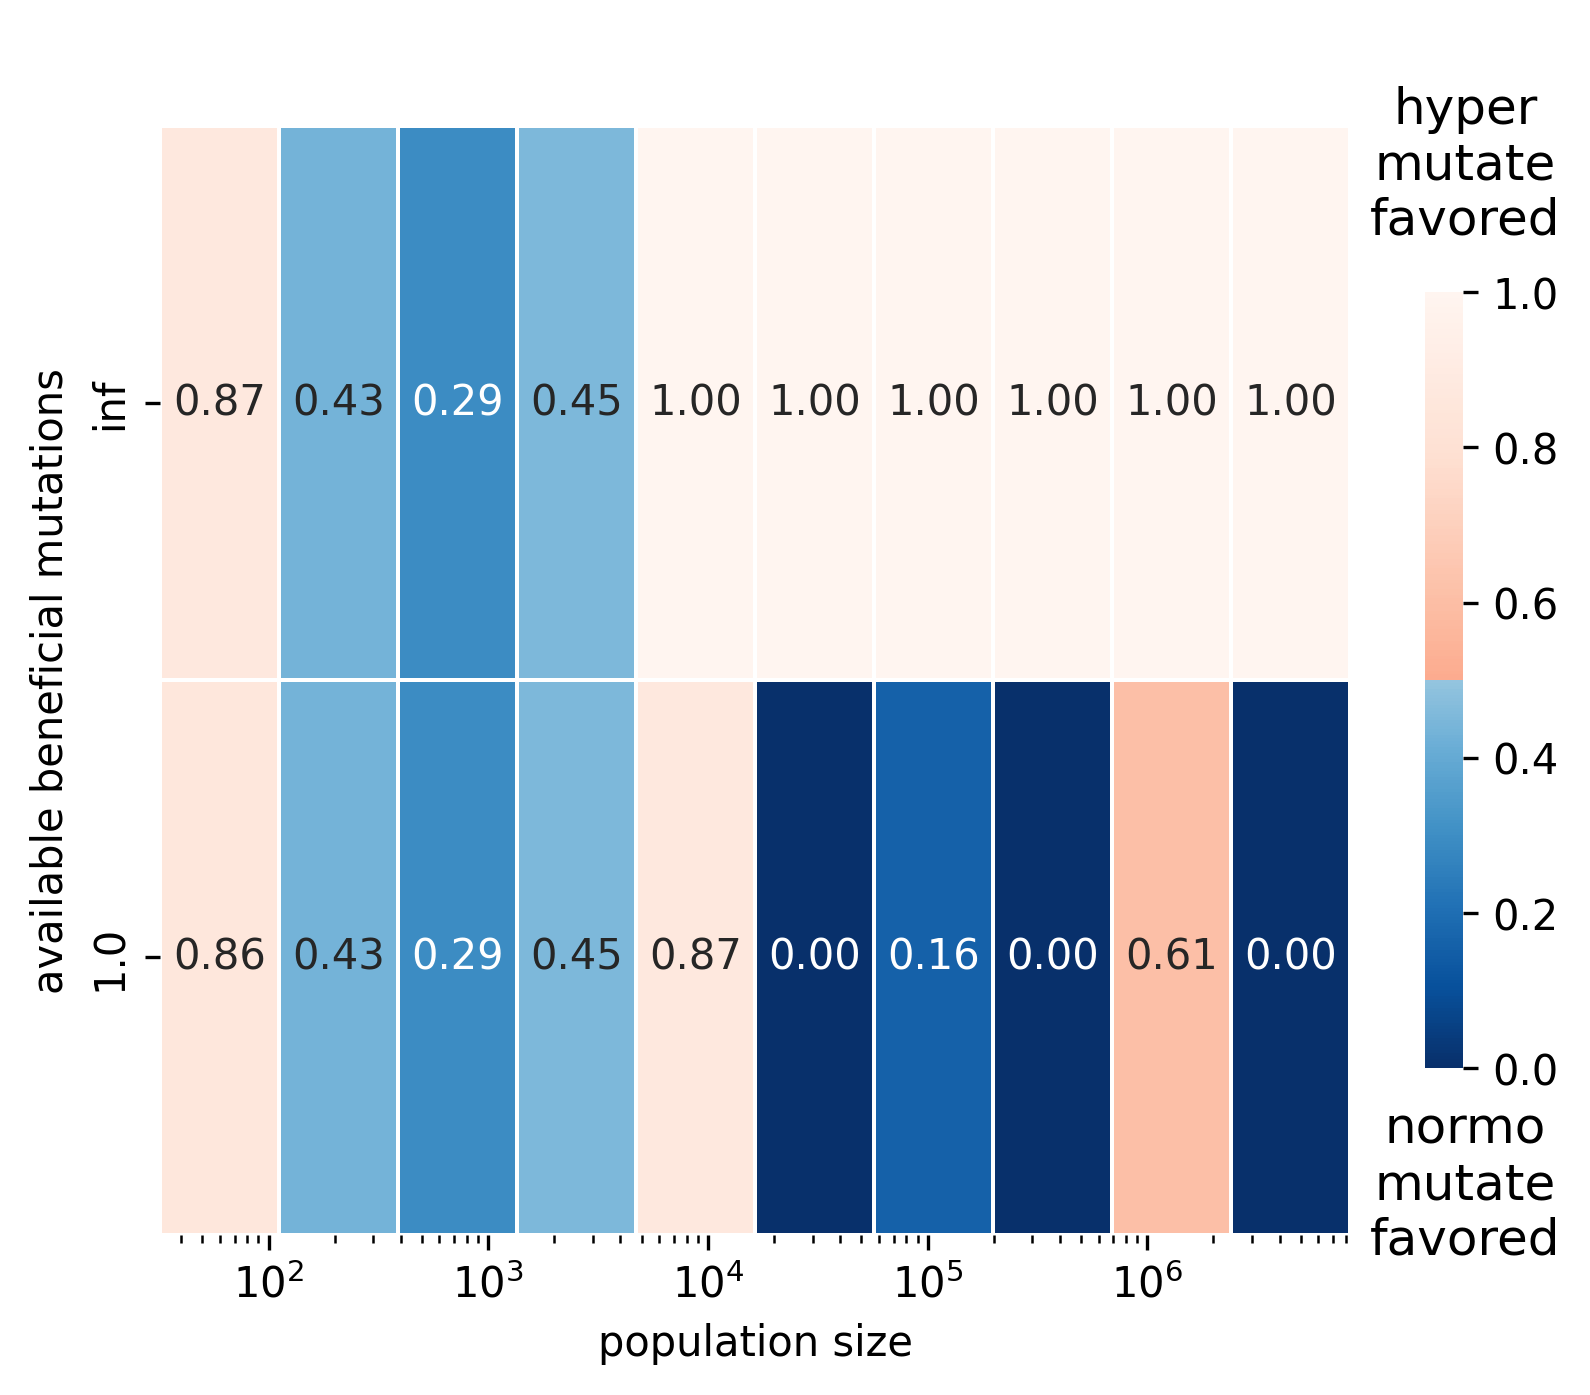 hyper
mutate
favored
available beneficial mutations
inf
0.87 0.43 0.29 0.45 1.00 1.00 1.00 1.00 1.00 1.00
1.0
0.86 0.43 0.29 0.45 0.87 0.00 0.16 0.00 0.61 0.00
10² 10³ 10⁴ 10⁵ 10⁶
population size
1.0
0.8
0.6
0.4
0.2
0.0
normo
mutate
favored